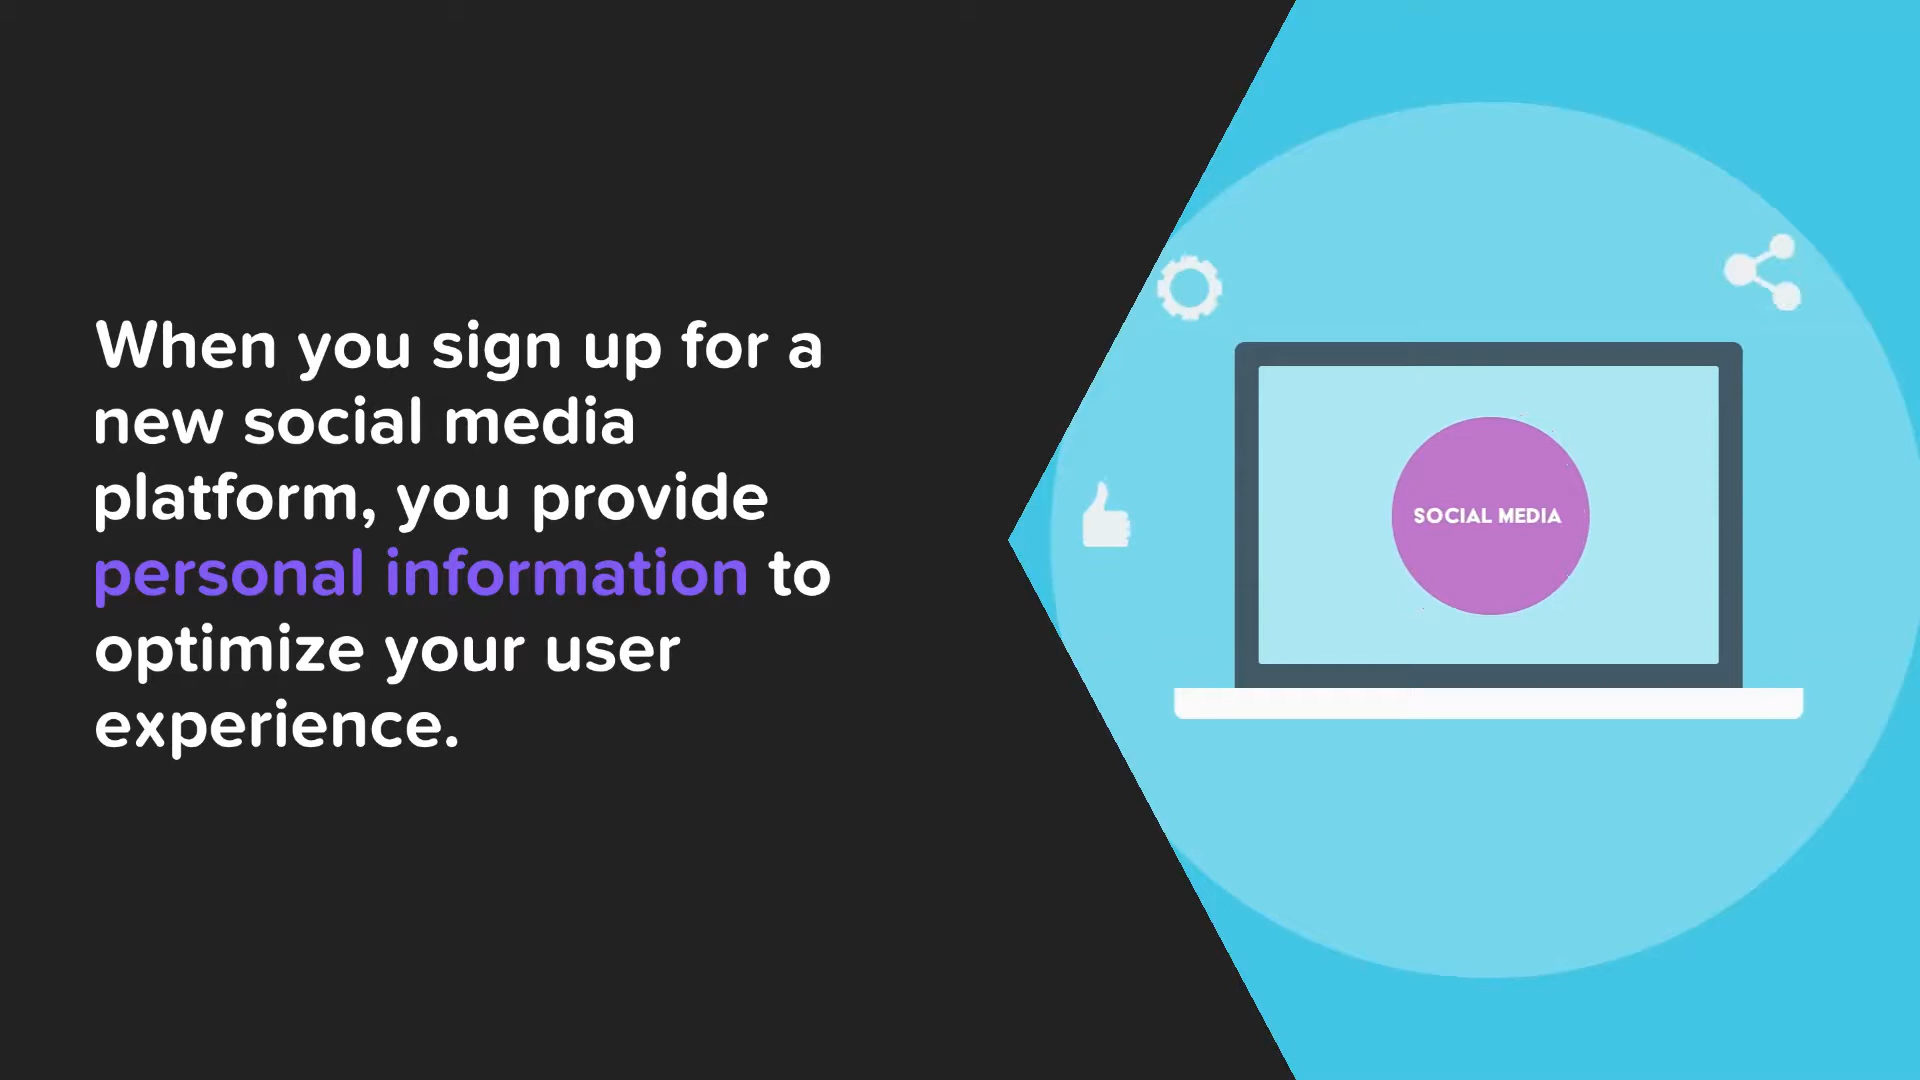 When you sign up for a
new social media
platform, you provide
personal information to
optimize your user
experience.
SOCIAL MEDIA